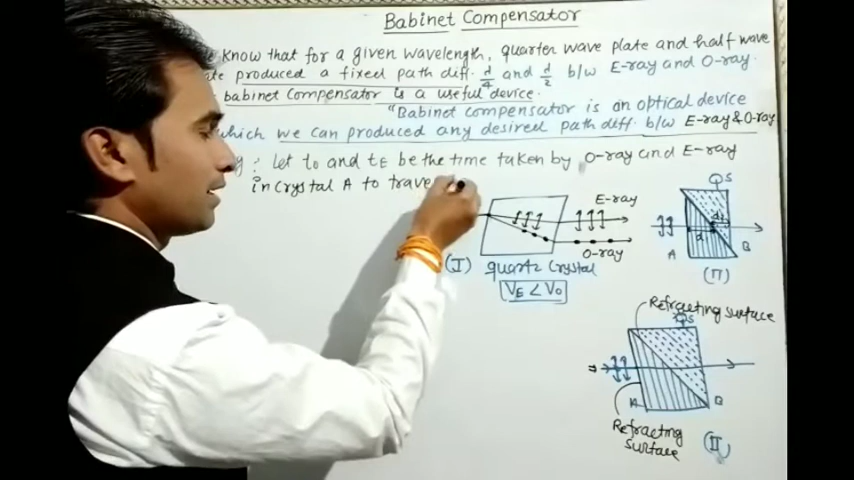 Babinet Compensator
know that for a given wavelength, quarter wave plate and half wave
ate produced a fixed path diff. λ/4 and λ/2 b/w E-ray and O-ray.
babinet compensator is a useful device.
"Babinet compensator is an optical device
which we can produced any desired path diff. b/w E-ray & O-ray
y : let to and tE be the time taken by O-ray and E-ray
in crystal A to trave
E-ray
O-ray
(I) quartz Crystal
VE < Vo
S
d2
d1
A B
(II)
Refracting surface
S
A B
Refracting
surface
(II)